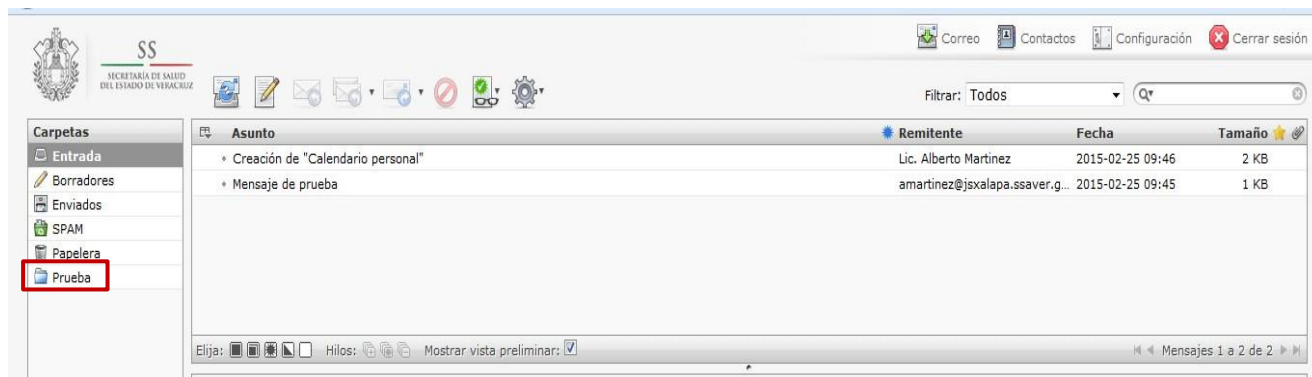 Correo Contactos Configuración Cerrar sesión
SS
SECRETARÍA DE SALUD
DEL ESTADO DE VERACRUZ
Filtrar: Todos
Carpetas Asunto Remitente Fecha Tamaño
Entrada Creación de "Calendario personal" Lic. Alberto Martinez 2015-02-25 09:46 2 KB
Borradores Mensaje de prueba amartinez@jsxalapa.ssaver.g... 2015-02-25 09:45 1 KB
Enviados
SPAM
Papelera
Prueba
Elija: Hilos: Mostrar vista preliminar: Mensajes 1 a 2 de 2